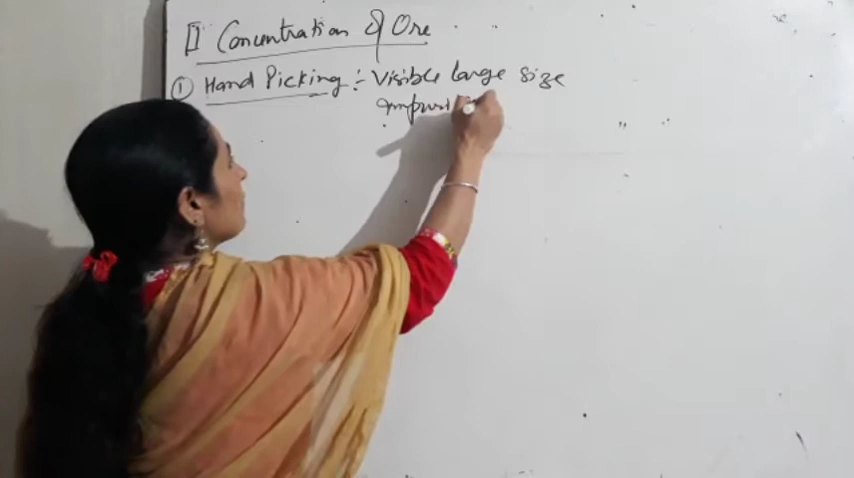 II Concentration of Ore
① Hand Picking :- Visible large size